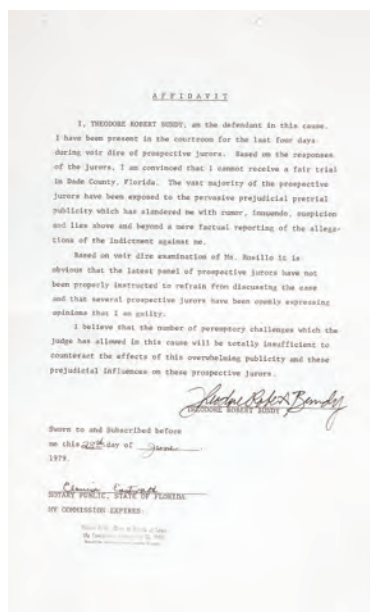 AFFIDAVIT
I, THEODORE ROBERT BUNDY, am the defendant in this cause.
I have been present in the courtroom for the last four days
during voir dire of prospective jurors. Based on the responses
of the jurors, I am convinced that I cannot receive a fair trial
in Dade County, Florida. The vast majority of the prospective
jurors have been exposed to the pervasive prejudicial pretrial
publicity which has slandered me with rumor, inuendo, suspicion
and lies above and beyond a mere factual reporting of the allega-
tions of the indictment against me.
Based on voir dire examination of Ms. it is
obvious that the latest panel of prospective jurors have not
been properly instructed to refrain from discussing the case
and that several prospective jurors have been openly expressing
opinions that I am guilty.
I believe that the number of peremptory challenges which the
judge has allowed in this cause will be totally insufficient to
counteract the effects of this overwhelming publicity and these
prejudicial influences on these prospective jurors.
Theodore Robert Bundy
THEODORE ROBERT BUNDY
Sworn to and Subscribed before
me this day of June,
1979.
NOTARY PUBLIC, STATE OF FLORIDA
MY COMMISSION EXPIRES: